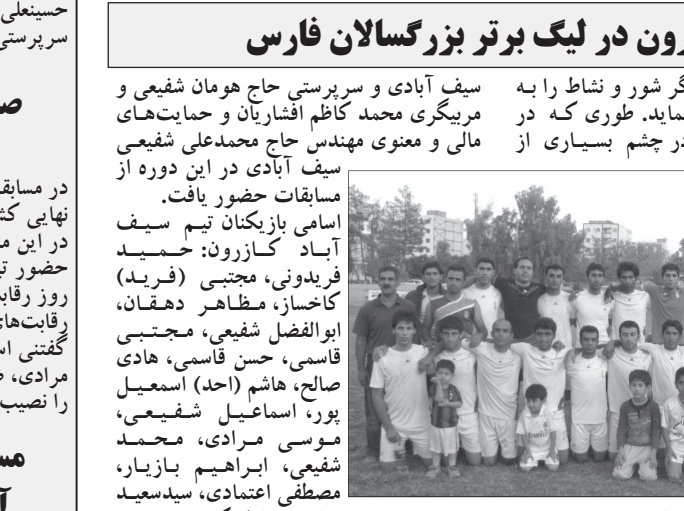 رون در لیگ برتر بزرگسالان فارس
گر شور و نشاط را به
نماید. طوری که در
در چشم بسیاری از
سیف آبادی و سرپرستی حاج هومان شفیعی و
مربیگری محمد کاظم افشاریان و حمایت‌های
مالی و معنوی مهندس حاج محمدعلی شفیعی
سیف آبادی در این دوره از
مسابقات حضور یافت.
اسامی بازیکنان تیم سیف
آباد کازرون: حمید
فریدونی، مجتبی (فرید)
کاخساز، مظاهر دهقان،
ابوالفضل شفیعی، مجتبی
قاسمی، حسن قاسمی، هادی
صالح، هاشم (احد) اسمعیل
پور، اسماعیل شفیعی،
موسی مرادی، محمد
شفیعی، ابراهیم بازیار،
مصطفی اعتمادی، سیدسعید
حسینعلی
سرپرستی
در مسابقا
نهایی کش
در این م
حضور تی
روز رقابت
رقابت‌های
گفتنی اس
مرادی،
را نصیب